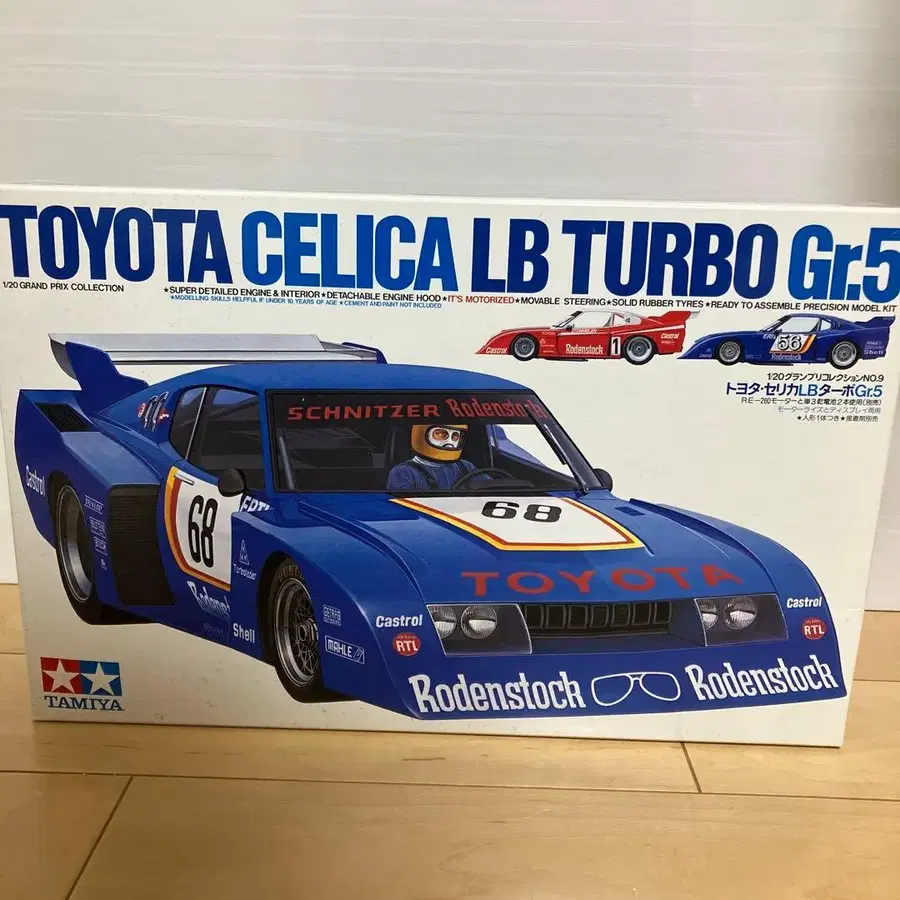 TOYOTA CELICA LB TURBO Gr.5
1/20 GRAND PRIX COLLECTION
★SUPER DETAILED ENGINE & INTERIOR★DETACHABLE ENGINE HOOD★IT'S MOTORIZED★MOVABLE STEERING★SOLID RUBBER TYRES★READY TO ASSEMBLE PRECISION MODEL KIT
★MODELLING SKILLS HELPFUL IF UNDER 10 YEARS OF AGE ★CEMENT AND PAINT NOT INCLUDED
Castrol
Rodenstock
1
56
Rodenstock
Shell
1/20グランプリコレクションNO.9
トヨタ・セリカLBターボGr.5
RE-260モーターと単3乾電池2本使用(別売)
モーターライズとディスプレイ両用
★人形1体つき★接着剤別売
SCHNITZER Rodenstock
68
68
TOYOTA
Castrol
Turbolader
Rodenst
Shell
GETRAG
MAHLE
Castrol
RTL
Castrol
RTL
Rodenstock
Rodenstock
TAMIYA